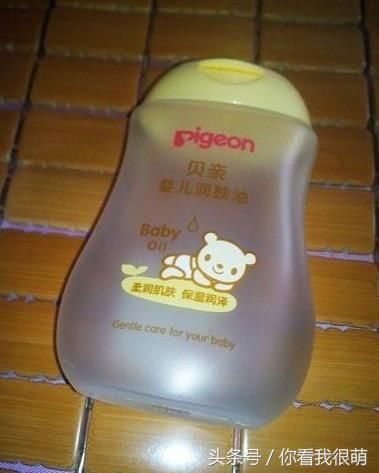 Pigeon
贝亲
婴儿润肤油
Baby
Oil
柔润肌肤 保湿润泽
Gentle care for your baby
头条号 / 你看我很萌